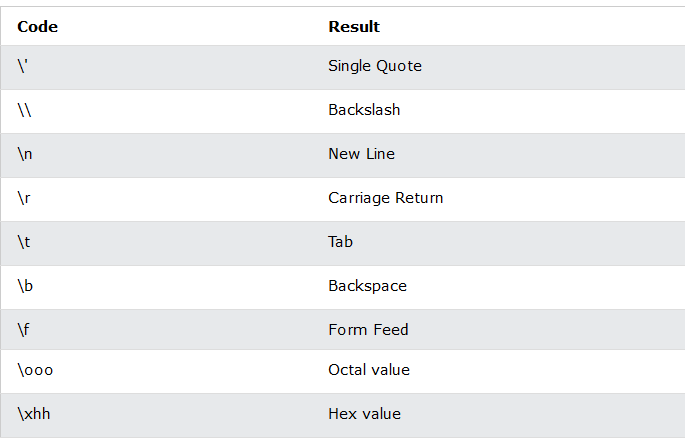 Code Result
\' Single Quote
\\ Backslash
\n New Line
\r Carriage Return
\t Tab
\b Backspace
\f Form Feed
\ooo Octal value
\xhh Hex value